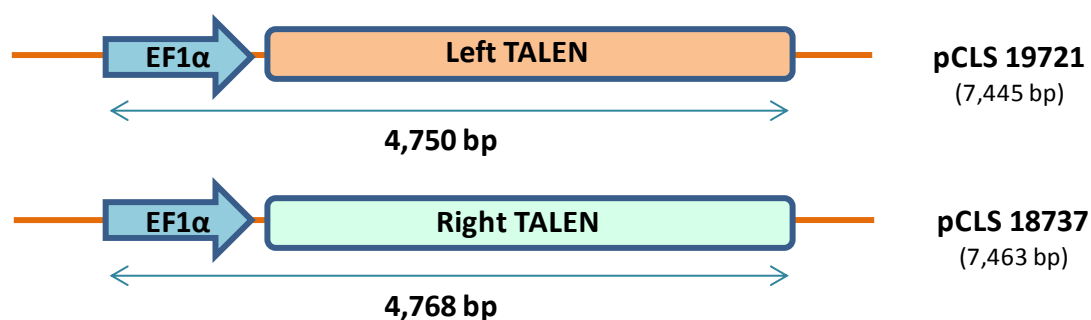 EF1α
Left TALEN
pCLS 19721
(7,445 bp)
4,750 bp
EF1α
Right TALEN
pCLS 18737
(7,463 bp)
4,768 bp